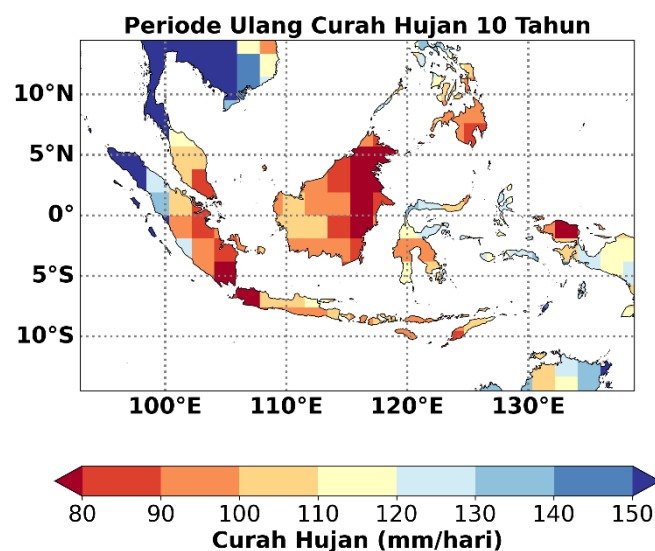 Periode Ulang Curah Hujan 10 Tahun
10°N
5°N
0°
5°S
10°S
100°E 110°E 120°E 130°E
80 90 100 110 120 130 140 150
Curah Hujan (mm/hari)